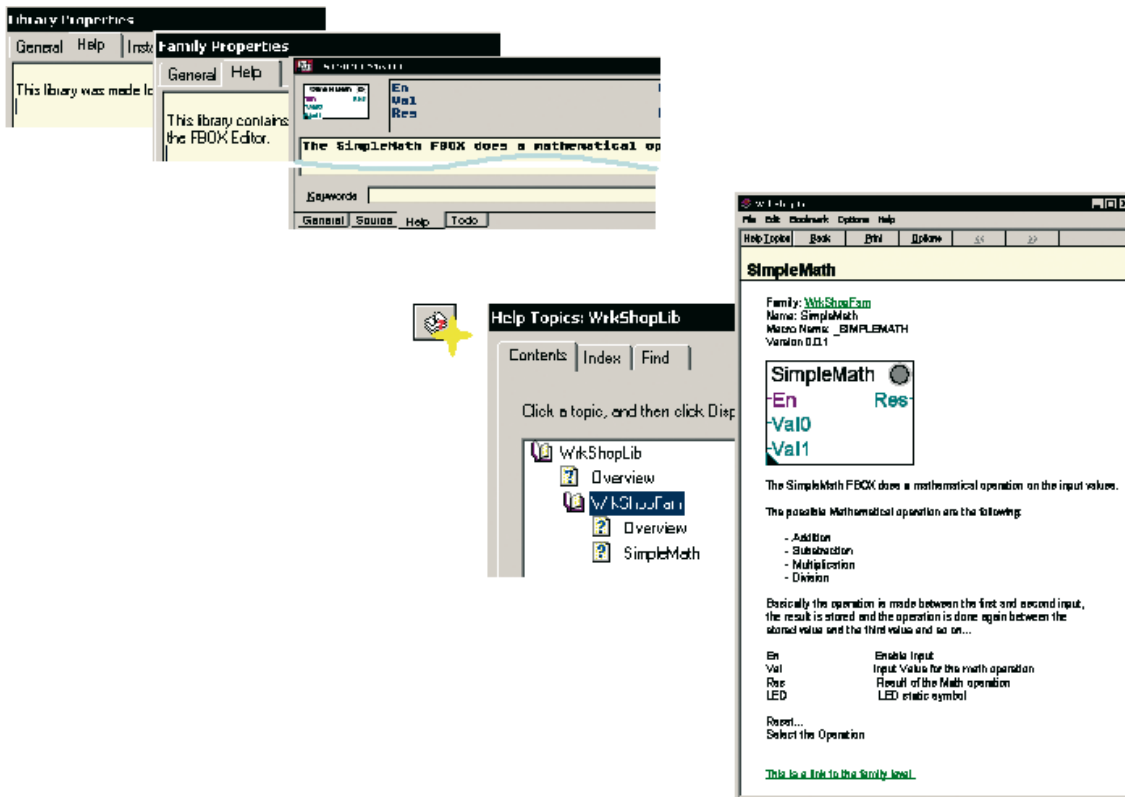 Library Properties
General Help Insta
This library was made lo
Family Properties
General Help
This library contains
the FBOX Editor.
En
Val
Res
The SimpleMath FBOX does a mathematical op
Keywords
General Source Help Todo
Help Topics: WrkShopLib
Contents Index Find
Click a topic, and then click Disp
WrkShopLib
Overview
WrkShopFam
Overview
SimpleMath
File Edit Bookmark Options Help
Help Topics Back Print Options << >>
SimpleMath
Family: WrkShopFam
Name: SimpleMath
Macro Name: _SIMPLEMATH
Version 0.0.1
SimpleMath
En Res
Val0
Val1
The SimpleMath FBOX does a mathematical operation on the input values.
The possible Mathematical operation are the following:
- Addition
- Substraction
- Multiplication
- Division
Basically the operation is made between the first and second input,
the result is stored and the operation is done again between the
stored value and the third value and so on...
En Enable Input
Val Input Value for the math operation
Res Result of the Math operation
LED LED static symbol
Reset...
Select the Operation
This is a link to the family level.